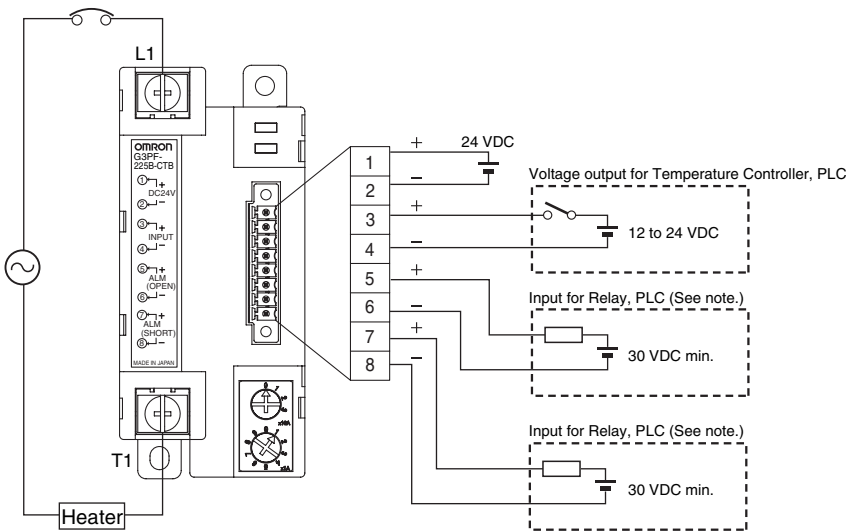 L1
OMRON
G3PF-
225B-CTB
1 +
DC24V
2 −
3 +
INPUT
4 −
5 +
ALM
(OPEN)
6 −
7 +
ALM
(SHORT)
8 −
MADE IN JAPAN
T1
Heater
x10A
x2A
1
2
3
4
5
6
7
8
+ 24 VDC
−
Voltage output for Temperature Controller, PLC
+
−
12 to 24 VDC
Input for Relay, PLC (See note.)
+
−
30 VDC min.
Input for Relay, PLC (See note.)
+
−
30 VDC min.